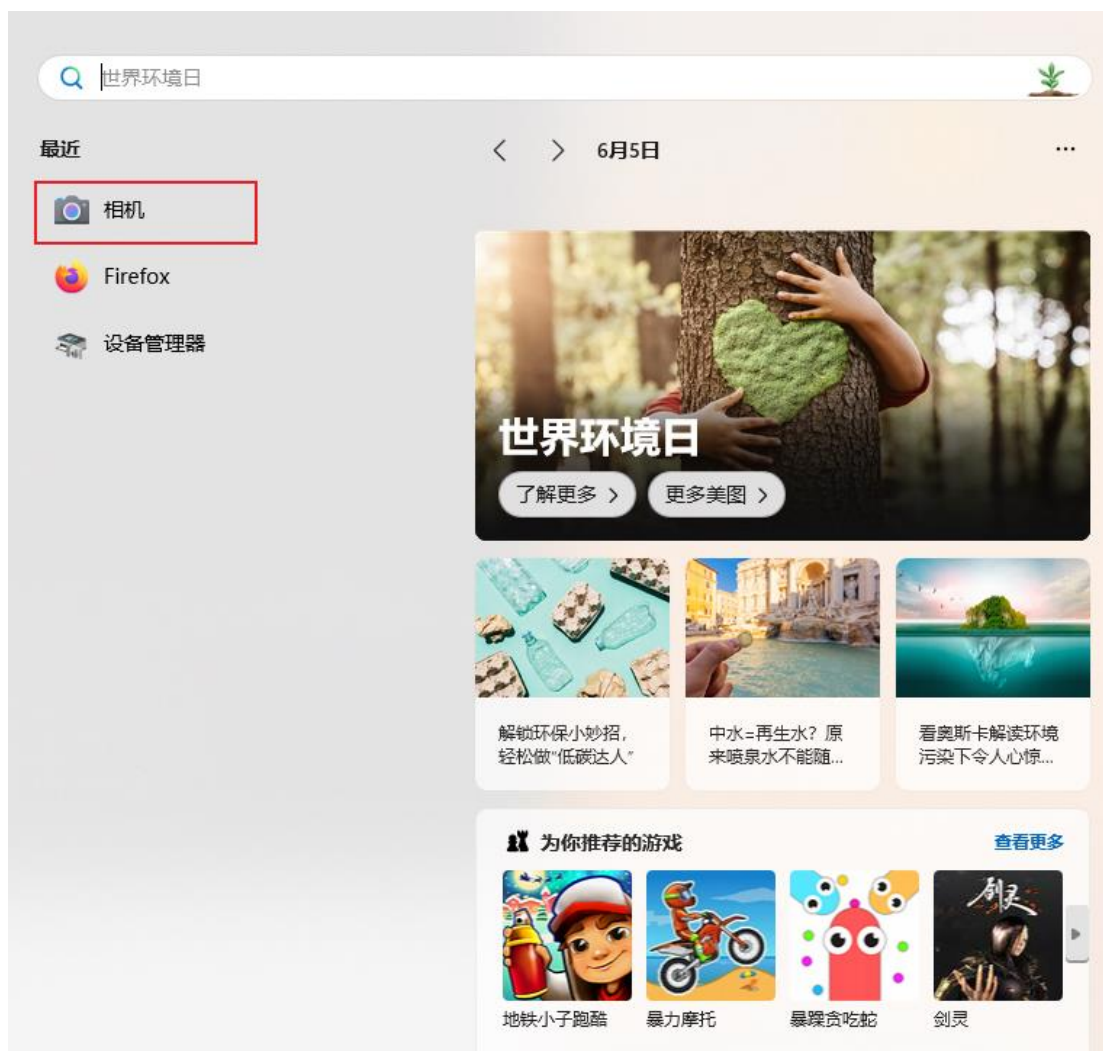 世界环境日
最近
6月5日
相机
Firefox
设备管理器
世界环境日
了解更多
更多美图
解锁环保小妙招,
轻松做"低碳达人"
中水=再生水? 原
来喷泉水不能随...
看奥斯卡解读环境
污染下令人心惊...
为你推荐的游戏
查看更多
剑灵
地铁小子跑酷
暴力摩托
暴躁贪吃蛇
剑灵